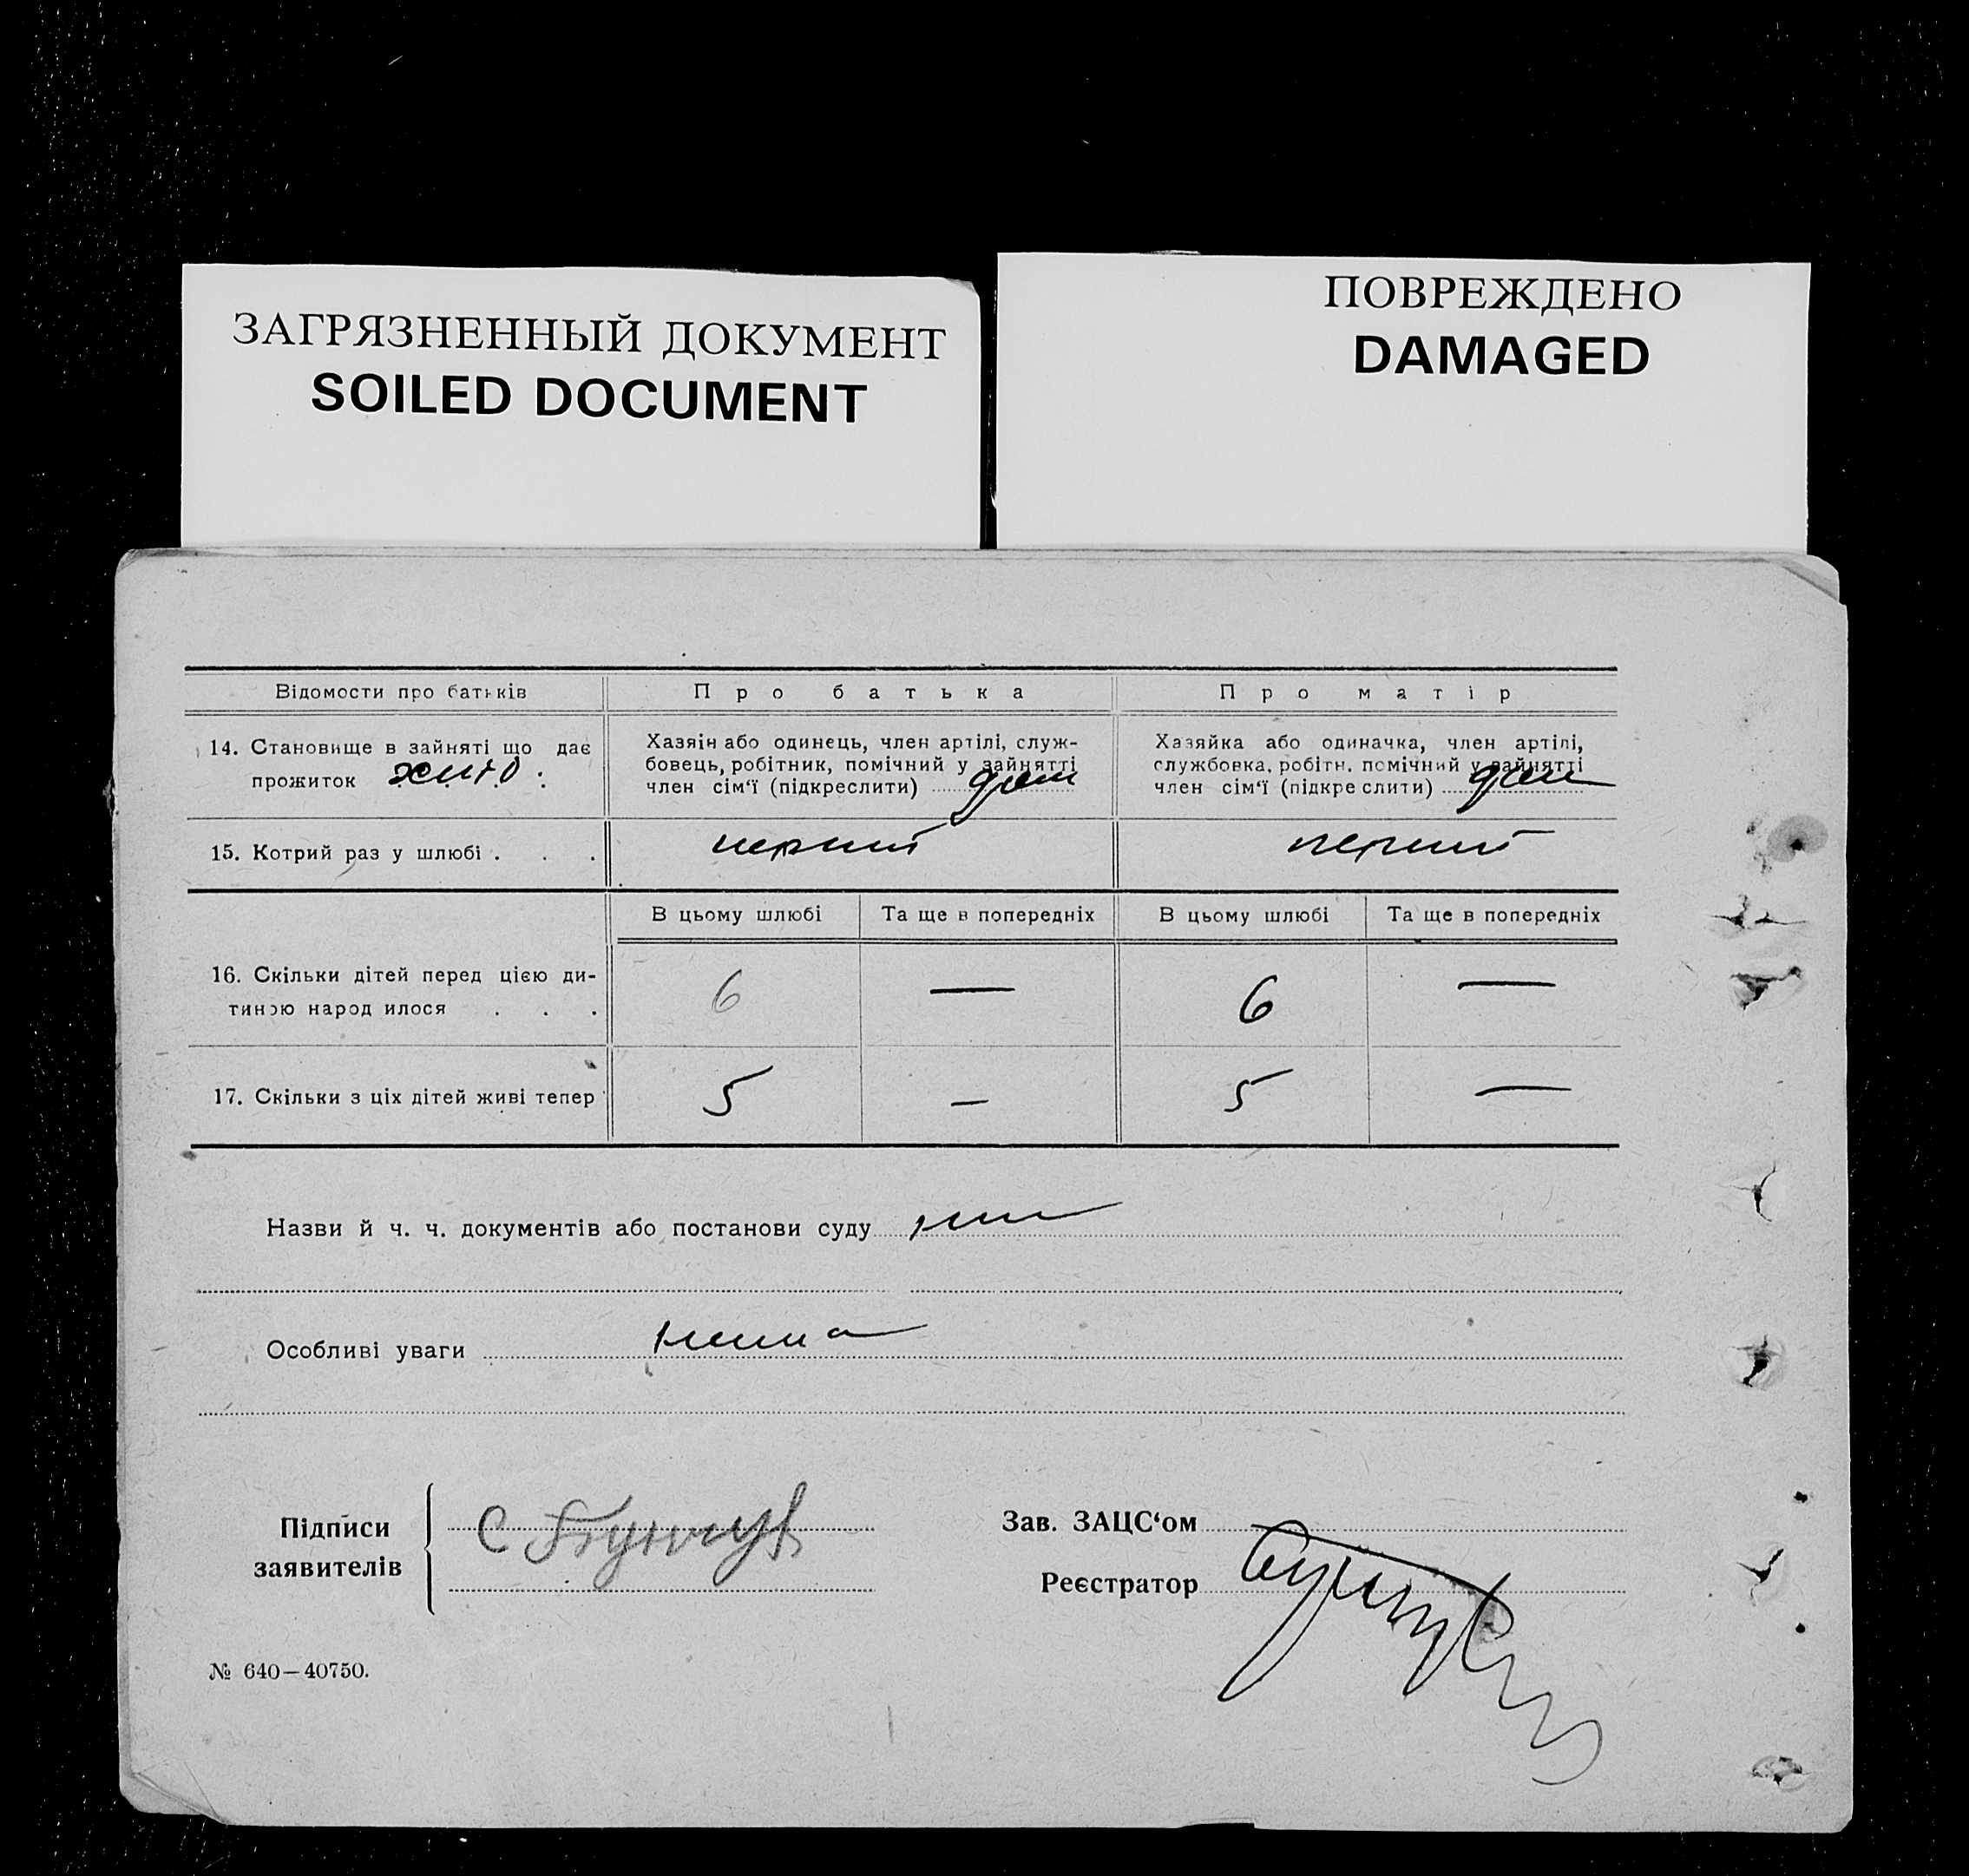 ЗАГРЯЗНЕННЫЙ ДОКУМЕНТ
SOILED DOCUMENT
ПОВРЕЖДЕНО
DAMAGED
Відомости про батьків Про батька Про матір
14. Становище в зайняті що дає
прожиток
Хазяін або одинець, член артілі, служ-
бовець, робітник, помічний у зайнятті
член сім‘ї (підкреслити)
Хазяйка або одиначка, член артілі,
службовка, робітн. помічний у зайнятті
член сім‘ї (підкреслити)
15. Котрий раз у шлюбі . . . перший перший
В цьому шлюбі Та ще в попередніх В цьому шлюбі Та ще в попередніх
16. Скільки дітей перед цією ди-
тиною народилося . . . 6 — 6 —
17. Скільки з ціх дітей живі тепер 5 — 5 —
Назви й ч. ч. документів або постанови суду
Особливі уваги нема
Підписи
заявителів
Зав. ЗАЦС‘ом
Реєстратор
№ 640—40750.